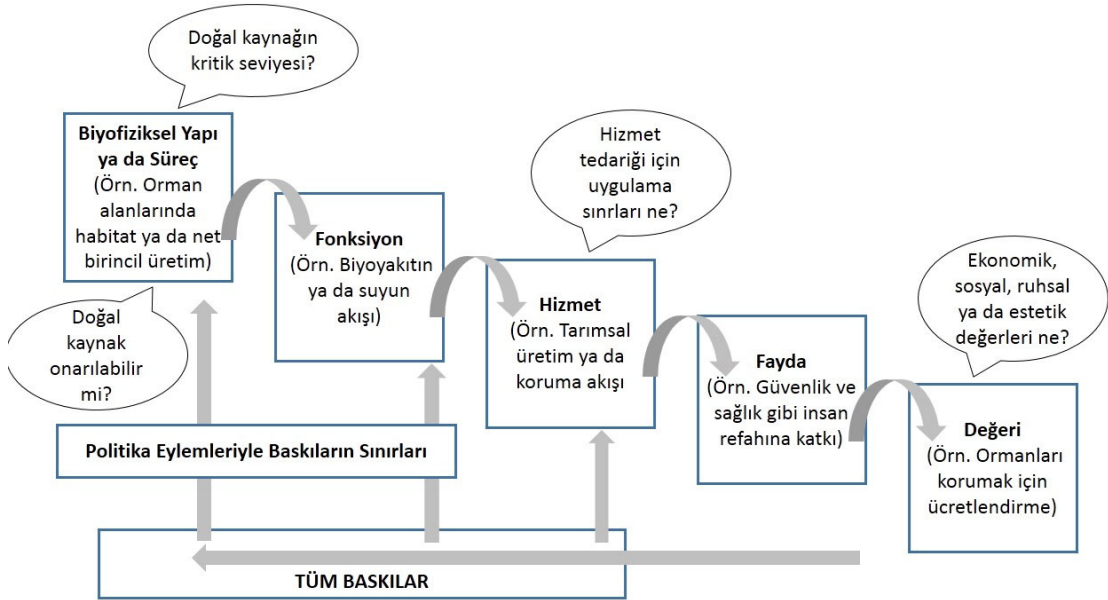 Doğal kaynağın
kritik seviyesi?
Biyofiziksel Yapı
ya da Süreç
(Örn. Orman
alanlarında
habitat ya da net
birincil üretim)
Doğal
kaynak
onarılabilir
mi?
Fonksiyon
(Örn. Biyoyakıtın
ya da suyun
akışı)
Hizmet
tedariği için
uygulama
sınrları ne?
Hizmet
(Örn. Tarımsal
üretim ya da
koruma akışı
Fayda
(Örn. Güvenlik ve
sağlık gibi insan
refahına katkı)
Ekonomik,
sosyal, ruhsal
ya da estetik
değerleri ne?
Değeri
(Örn. Ormanları
korumak için
ücretlendirme)
Politika Eylemleriyle Baskıların Sınırları
TÜM BASKILAR